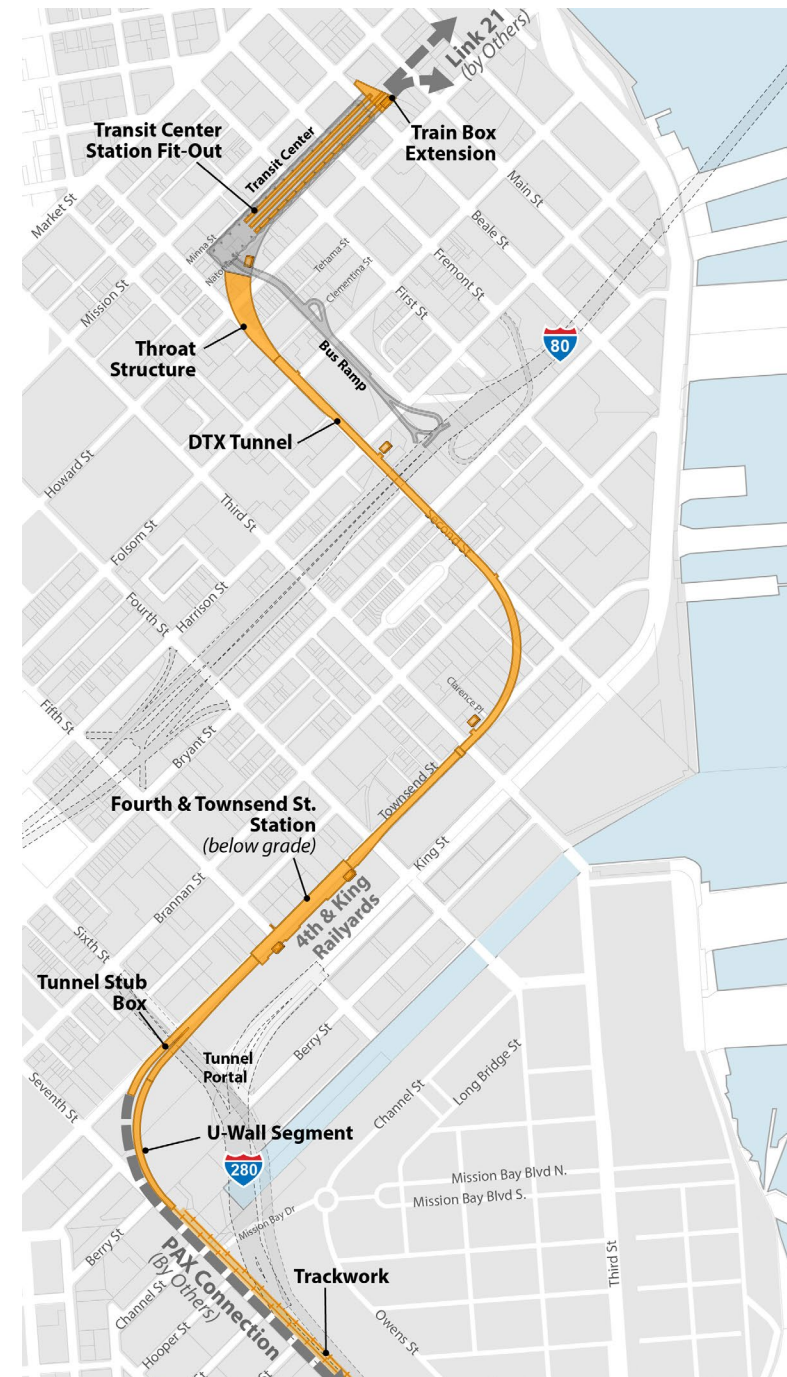 Link 21
(by Others)
Transit Center
Station Fit-Out
Transit Center
Train Box
Extension
Market St
Main St
Minna St
Beale St
Tehama St
Mission St
Clementina St
Fremont St
First St
Throat
Structure
80
Bus Ramp
DTX Tunnel
Howard St
Third St
Second St
Folsom St
Harrison St
Fourth St
Clarence Pl
Fifth St
Bryant St
Townsend St
Fourth & Townsend St.
Station
(below grade)
King St
Brannan St
4th & King
Railyards
Sixth St
Tunnel Stub
Box
Tunnel
Portal
Berry St
Long Bridge St
Channel St
Seventh St
U-Wall Segment
280
Mission Bay Blvd N.
Mission Bay Blvd S.
Mission Bay Dr
Berry St
PAX Connection
(By Others)
Third St
Trackwork
Channel St
Owens St
Hooper St